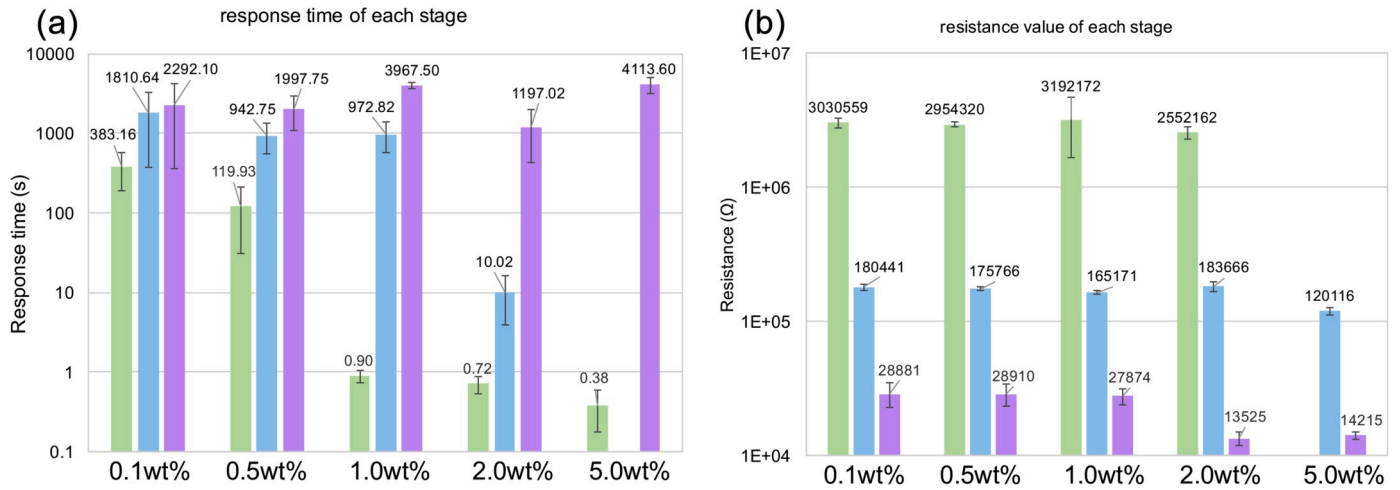 (a)
response time of each stage
Response time (s)
10000
1000
100
10
1
0.1
383.16
1810.64
2292.10
119.93
942.75
1997.75
0.90
972.82
3967.50
0.72
10.02
1197.02
0.38
4113.60
0.1wt%
0.5wt%
1.0wt%
2.0wt%
5.0wt%
(b)
resistance value of each stage
Resistance (Ω)
1E+07
1E+06
1E+05
1E+04
3030559
180441
28881
2954320
175766
28910
3192172
165171
27874
2552162
183666
13525
120116
14215
0.1wt%
0.5wt%
1.0wt%
2.0wt%
5.0wt%